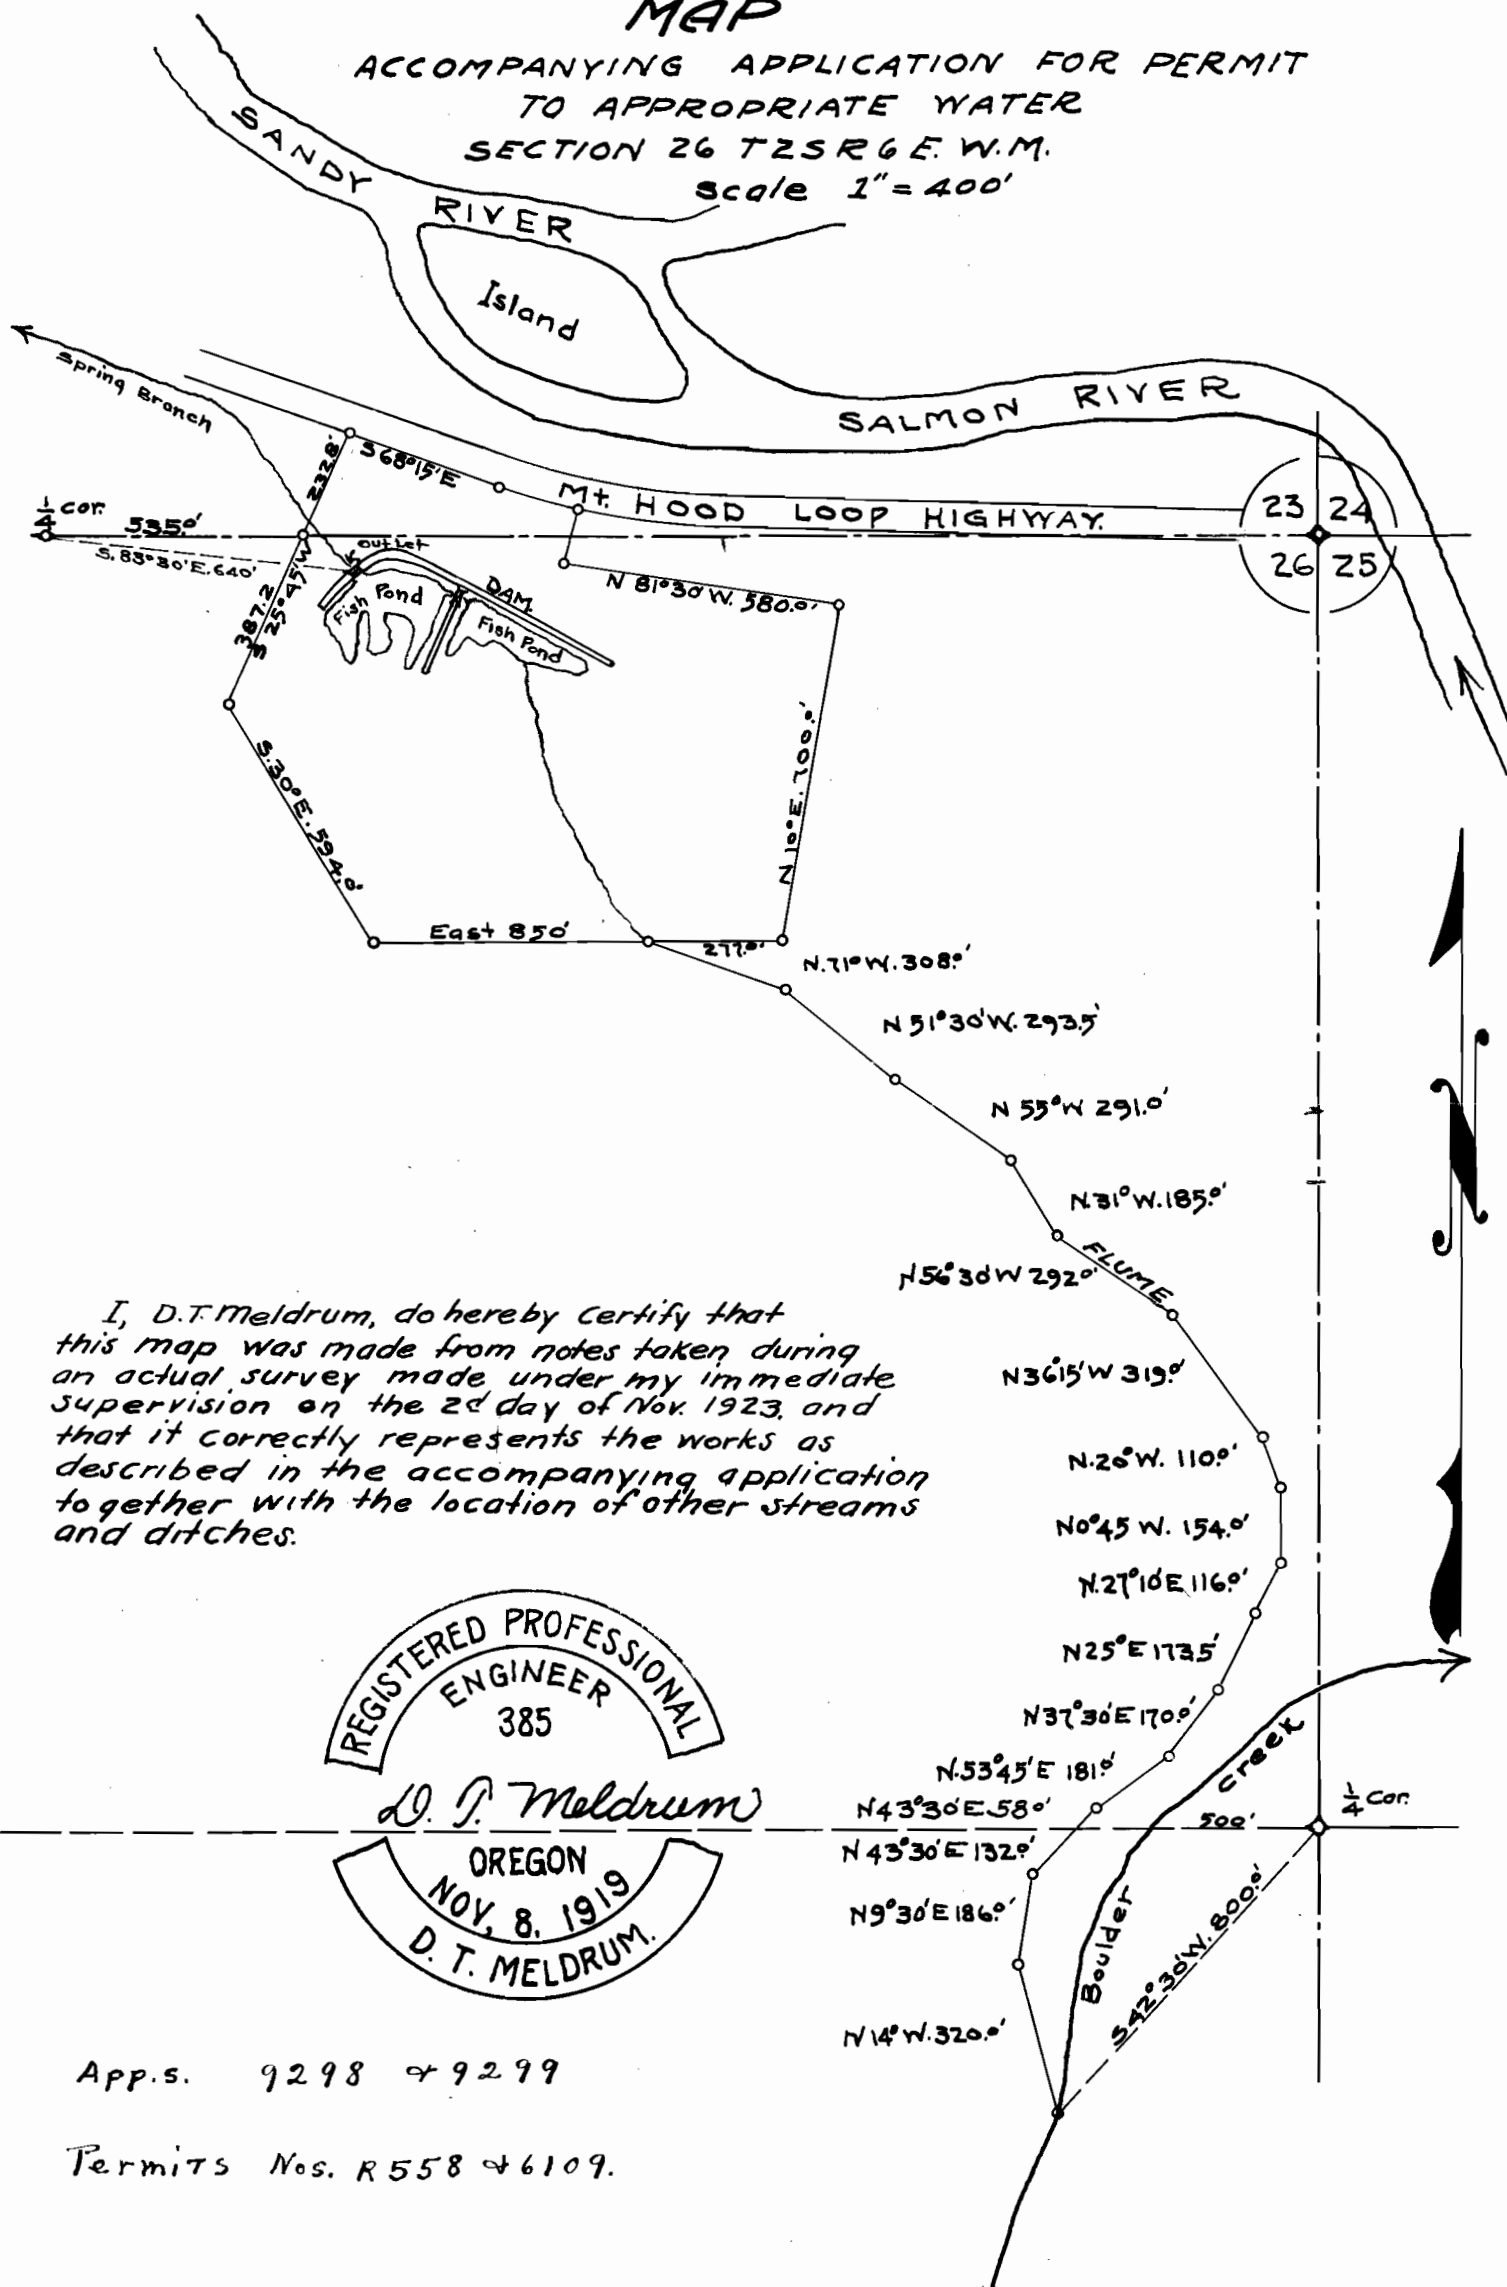 MAP
ACCOMPANYING APPLICATION FOR PERMIT
TO APPROPRIATE WATER
SECTION 26 T2S R6 E. W.M.
scale 1"=400'
SANDY RIVER
Island
Spring Branch
SALMON RIVER
232.8'
S 68°15'E
Mt. HOOD LOOP HIGHWAY.
23 24
26 25
1/4 cor.
535.0'
S. 83°30'E. 640'
outlet
DAM.
Fish Pond
Fish Pond
N 81°30'W. 580.0'
387.2
S 25°45'W
S. 30°E. 594.0'
N 10°E. 700.0'
East 850'
277.0'
N. 71°W. 308.0'
N 51°30'W. 293.5'
N 55°W 291.0'
N. 31°W. 185.0'
FLUME
N 56°30'W 292.0'
N 36°15'W 319.0'
N. 20°W. 110.0'
N 0°45 W. 154.0'
N. 27°10'E 116.0'
N 25°E 173.5'
N 37°30'E 170.0'
N. 53°45'E 181.0'
N 43°30'E. 58.0'
N 43°30'E 132.0'
N 9°30'E 186.0'
N 14°W. 320.0'
Boulder Creek
500'
1/4 Cor.
S 42°30'W. 800.0'
N
I, D.T. Meldrum, do hereby certify that
this map was made from notes taken during
an actual survey made under my immediate
supervision on the 2d day of Nov. 1923, and
that it correctly represents the works as
described in the accompanying application
together with the location of other streams
and ditches.
REGISTERED PROFESSIONAL
ENGINEER
385
D. T. Meldrum
OREGON
NOV, 8, 1919
D. T. MELDRUM.
App.s. 9298 & 9299
Permits Nos. R558 & 6109.